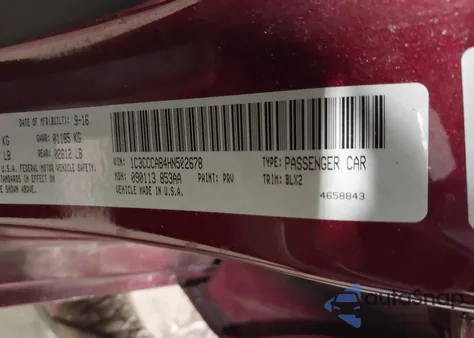 DATE OF MFR(BUILT): 9-16
KG GAWR: 01185 KG
LB REAR: 02612 LB
U.S.A. FEDERAL MOTOR VEHICLE SAFETY,
IN EFFECT ON
SHOWN ABOVE.
VIN: 1C3CCCAB4HN502678
TYPE: PASSENGER CAR
MDH: 090113 853AA
PAINT: PRV
TRIM: BLX2
VEHICLE MADE IN U.S.A.
4658843
autoSnap